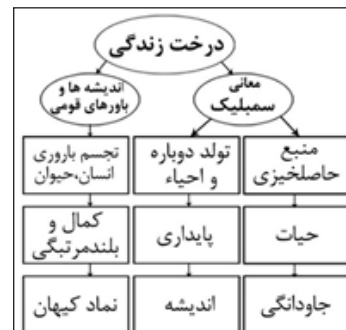 درخت زندگی
معانی
سمبلیک
اندیشه ها و
باورهای قومی
منبع
حاصلخیزی
تولد دوباره
و احیاء
تجسم باروری
انسان،حیوان
حیات
پایداری
کمال و
بلندمرتبگی
جاودانگی
اندیشه
نماد کیهان